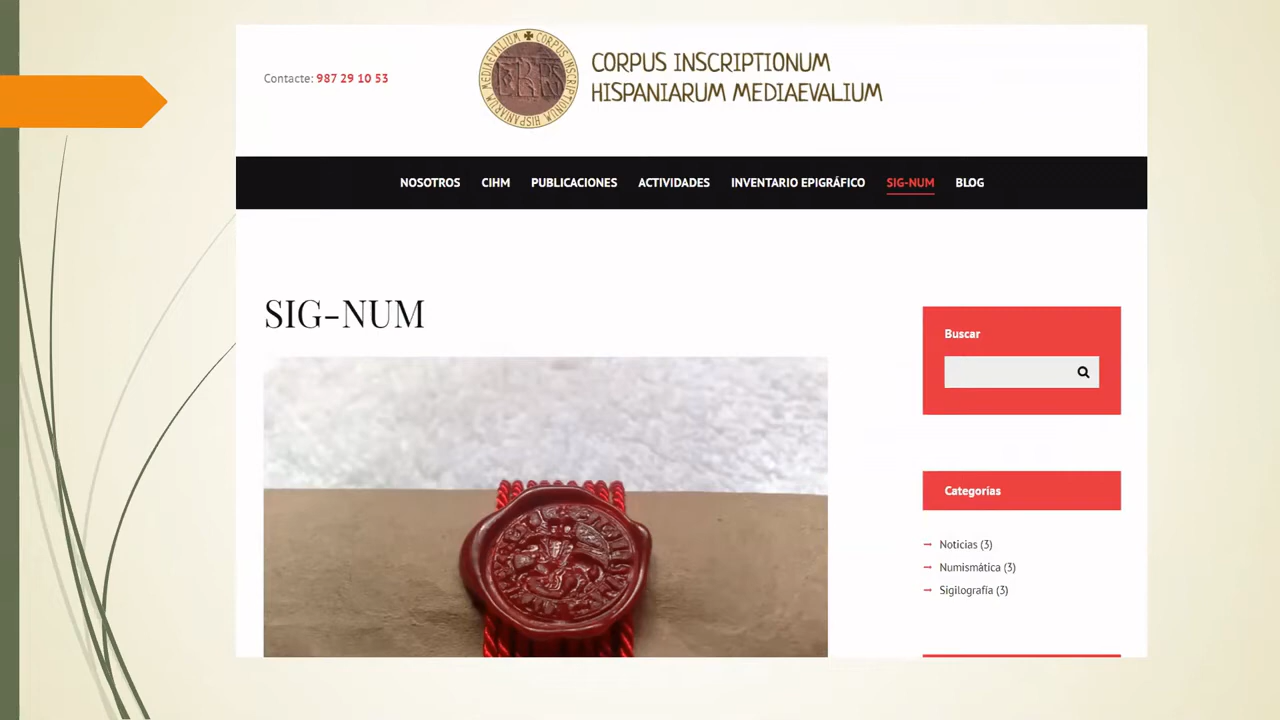 Contacte: 987 29 10 53
CORPUS INSCRIPTIONUM
HISPANIARUM MEDIAEVALIUM
NOSOTROS CIHM PUBLICACIONES ACTIVIDADES INVENTARIO EPIGRÁFICO SIG-NUM BLOG
SIG-NUM
Buscar
Categorías
Noticias (3)
Numismática (3)
Sigilografía (3)